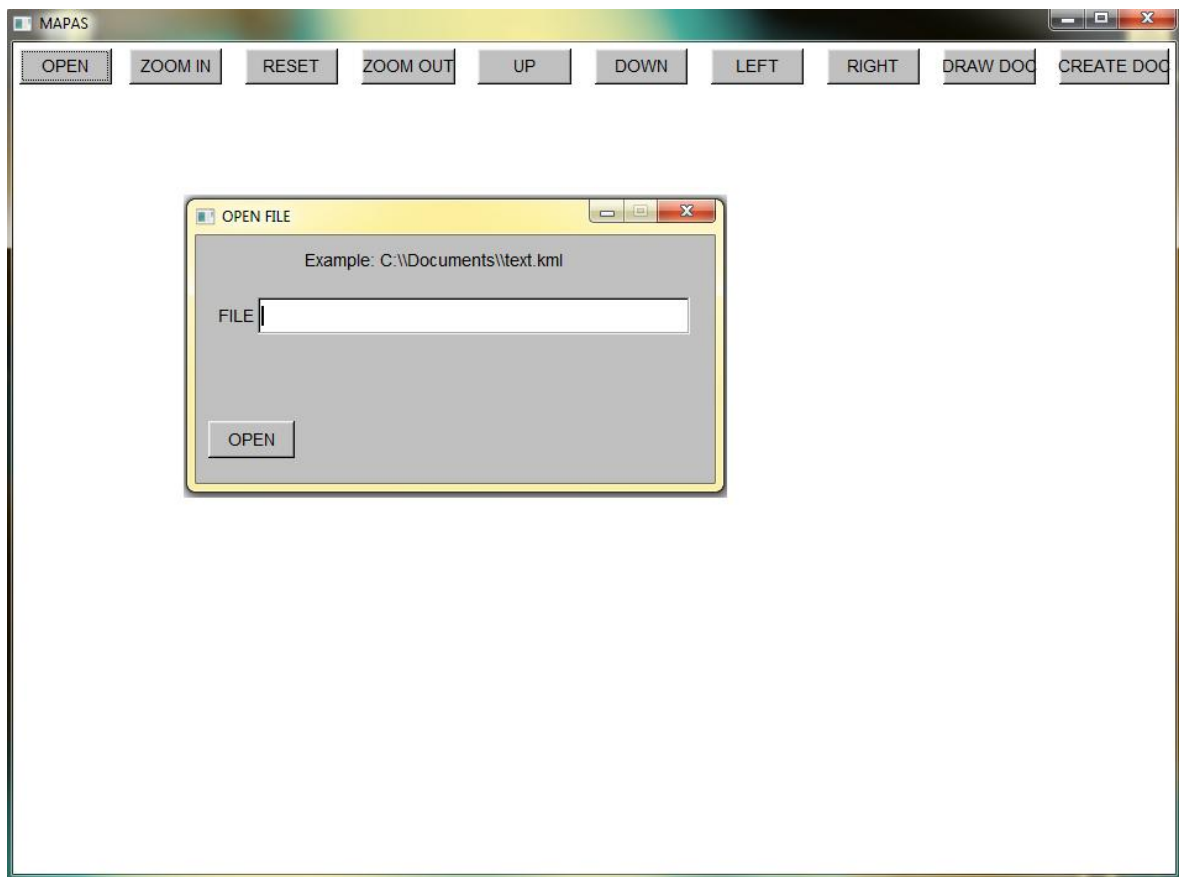 MAPAS
OPEN ZOOM IN RESET ZOOM OUT UP DOWN LEFT RIGHT DRAW DOC CREATE DOC
OPEN FILE
Example: C:\\Documents\\text.kml
FILE
OPEN